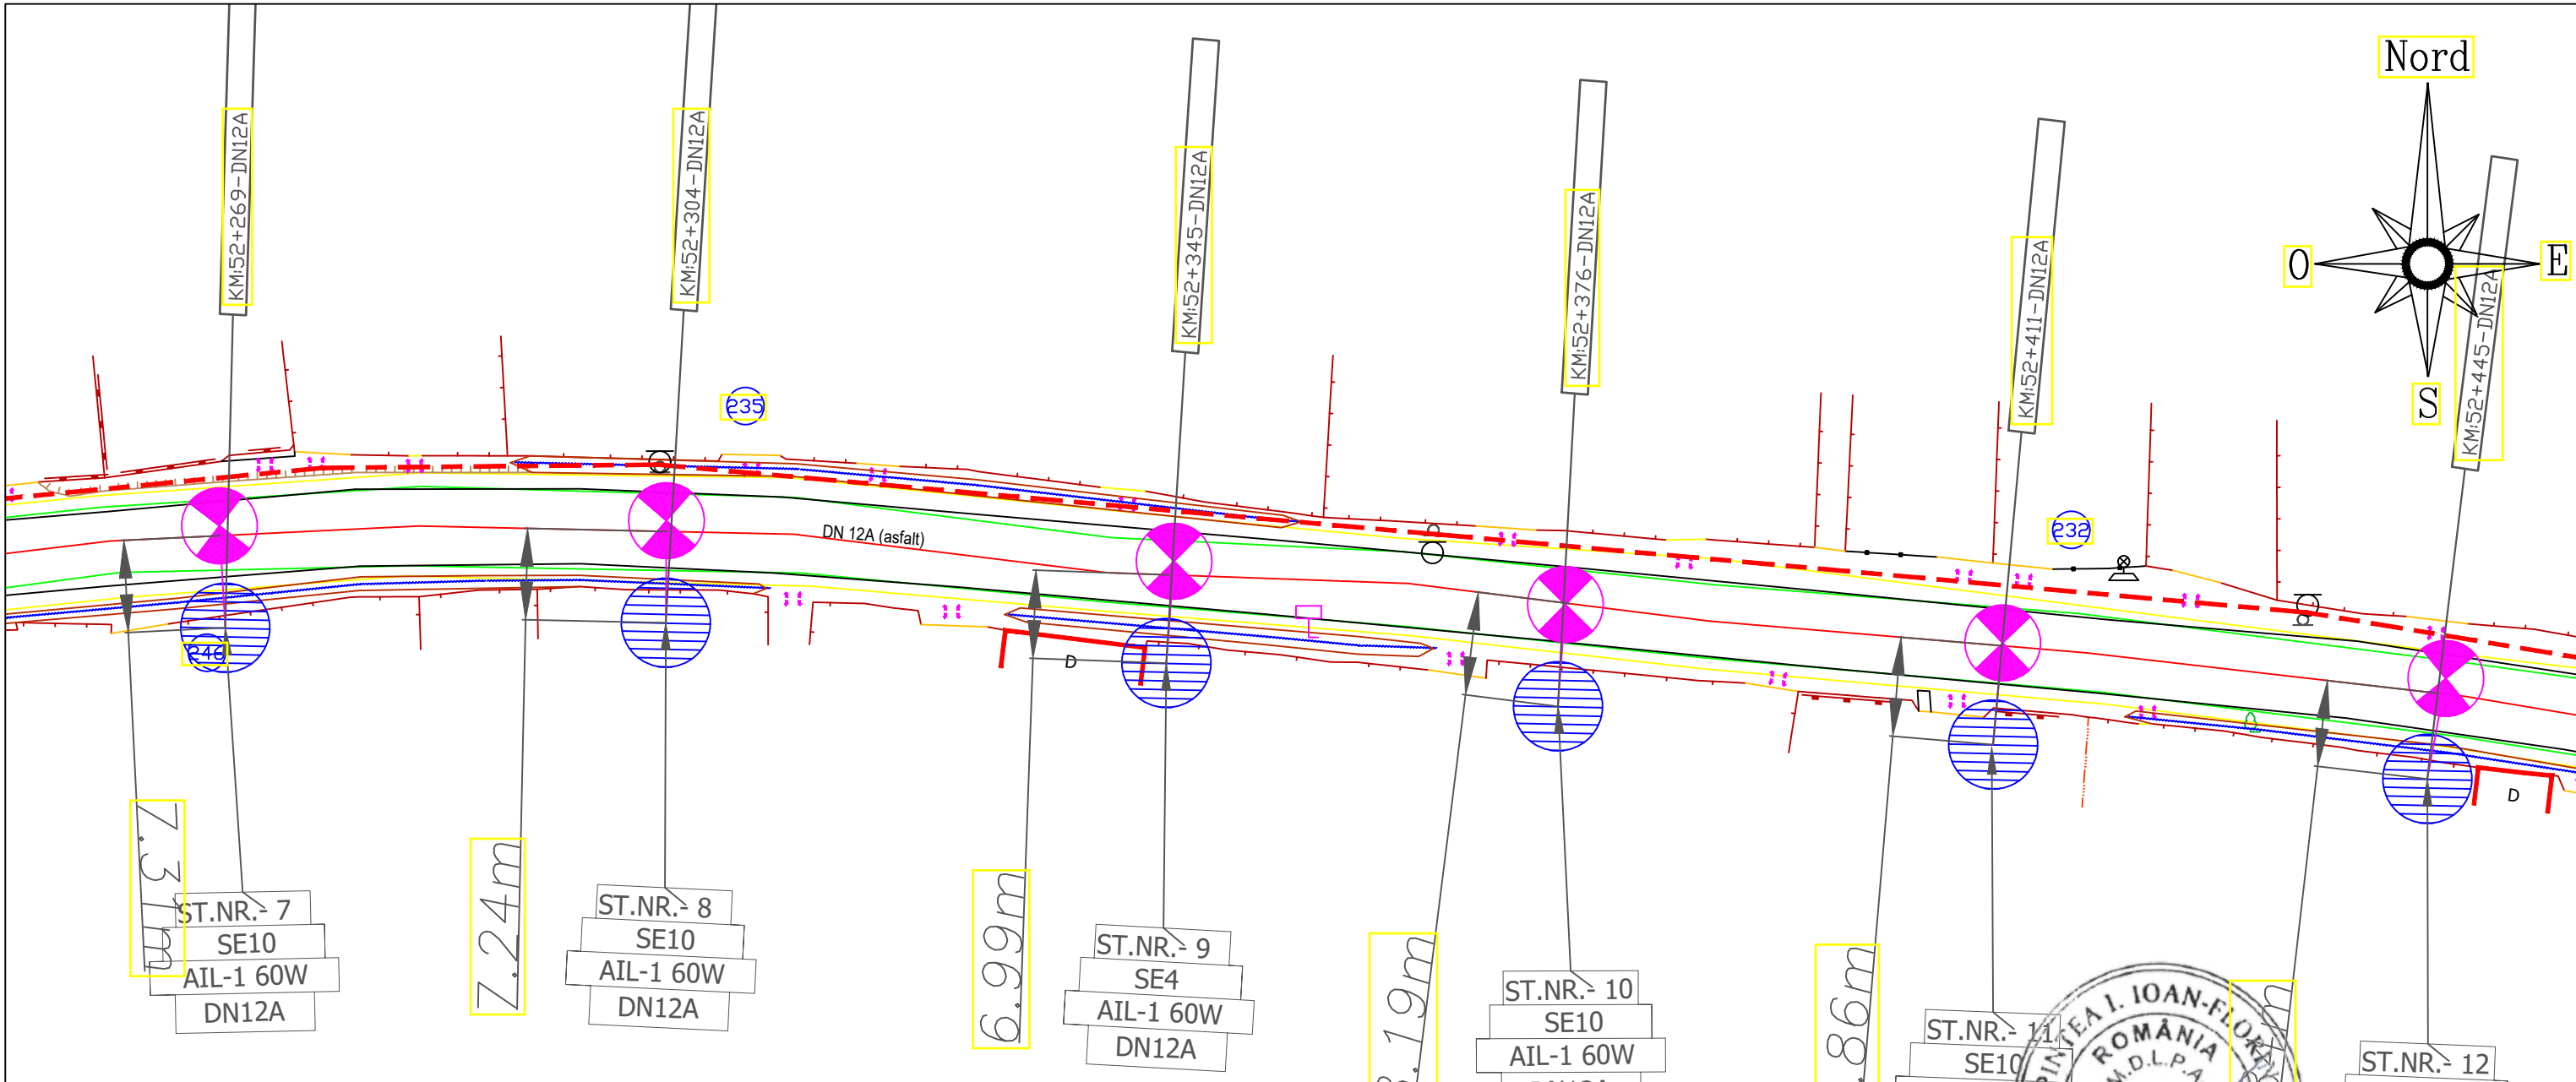 Nord
O
E
S
KM:52+269-DN12A
KM:52+304-DN12A
KM:52+345-DN12A
KM:52+376-DN12A
KM:52+411-DN12A
KM:52+445-DN12A
235
232
246
DN 12A (asfalt)
D
D
7.31m
7.24m
6.99m
.19m
.86m
ST.NR.- 7
SE10
AIL-1 60W
DN12A
ST.NR.- 8
SE10
AIL-1 60W
DN12A
ST.NR.- 9
SE4
AIL-1 60W
DN12A
ST.NR.- 10
SE10
AIL-1 60W
ST.NR.- 11
SE10
ST.NR.- 12
I. IOAN-
ROMÂNIA
M.D.L.P.A.